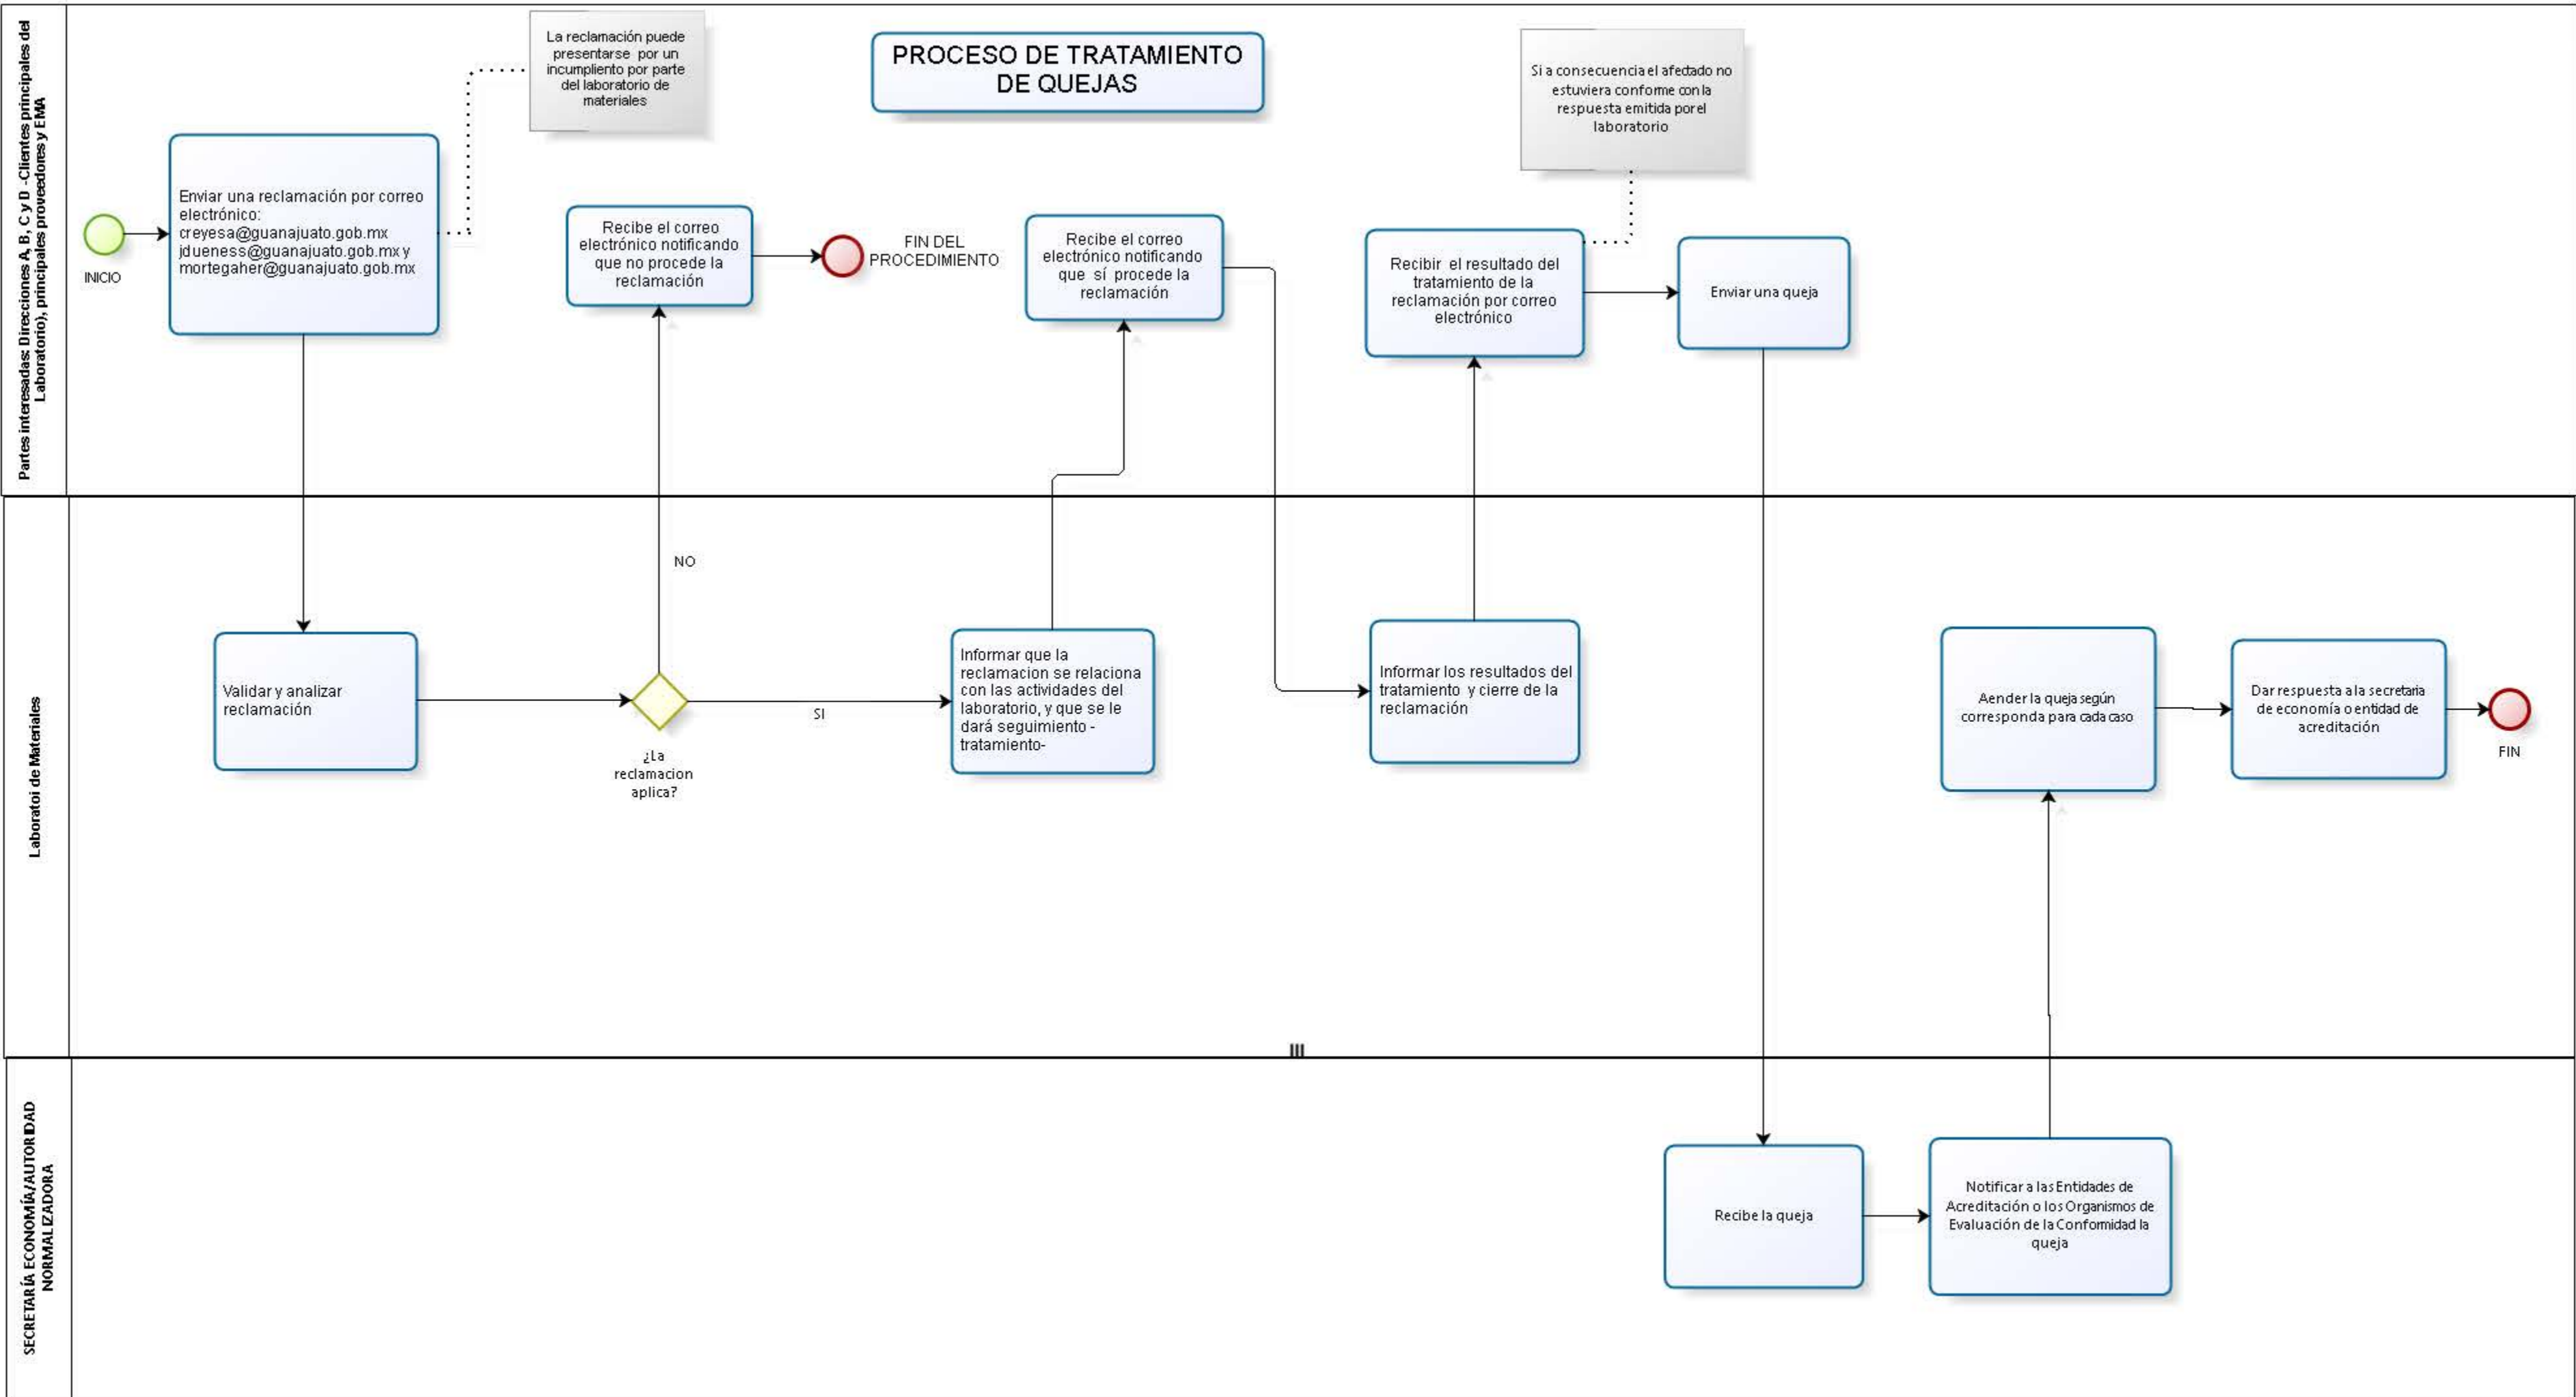 Partes interesadas: Direcciones A, B, C y D -Clientes principales del
Laboratorio), principales proveedores y EMA
INICIO
Enviar una reclamación por correo
electrónico:
creyesa@guanajuato.gob.mx
jdueness@guanajuato.gob.mx y
mortegaher@guanajuato.gob.mx
La reclamación puede
presentarse por un
incumpliento por parte
del laboratorio de
materiales
PROCESO DE TRATAMIENTO
DE QUEJAS
Si a consecuencia el afectado no
estuviera conforme con la
respuesta emitida por el
laboratorio
Recibe el correo
electrónico notificando
que no procede la
reclamación
FIN DEL
PROCEDIMIENTO
Recibe el correo
electrónico notificando
que sí procede la
reclamación
Recibir el resultado del
tratamiento de la
reclamación por correo
electrónico
Enviar una queja
Laboratoi de Materiales
Validar y analizar
reclamación
NO
¿La
reclamacion
aplica?
SI
Informar que la
reclamacion se relaciona
con las actividades del
laboratorio, y que se le
dará seguimiento -
tratamiento-
Informar los resultados del
tratamiento y cierre de la
reclamación
Aender la queja según
corresponda para cada caso
Dar respuesta a la secretaria
de economía o entidad de
acreditación
FIN
SECRETARÍA ECONOMÍA/AUTORIDAD
NORMALIZADORA
Recibe la queja
Notificar a las Entidades de
Acreditación o los Organismos de
Evaluación de la Conformidad la
queja